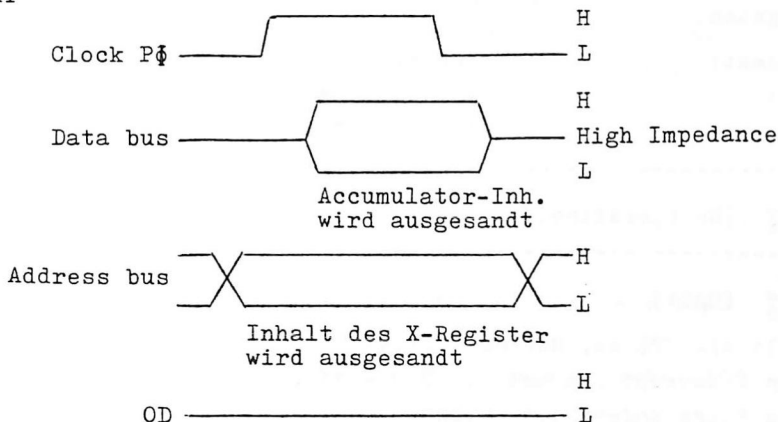 H
Clock PΦ
L
H
Data bus
High Impedance
L
Accumulator-Inh.
wird ausgesandt
H
Address bus
L
Inhalt des X-Register
wird ausgesandt
H
OD
L